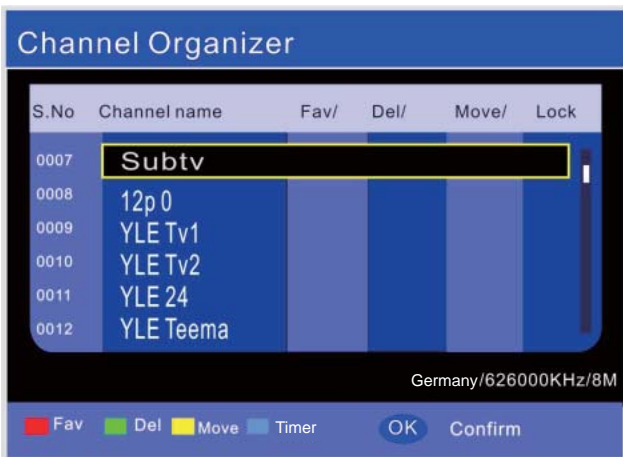 Channel Organizer
S.No Channel name Fav/ Del/ Move/ Lock
0007 Subtv
0008 12p 0
0009 YLE Tv1
0010 YLE Tv2
0011 YLE 24
0012 YLE Teema
Germany/626000KHz/8M
Fav Del Move Timer OK Confirm